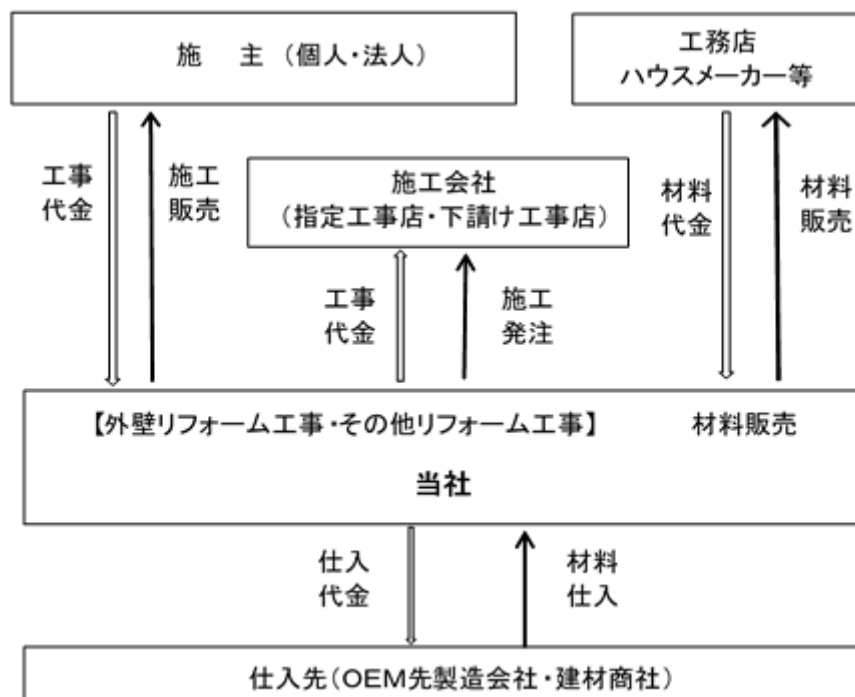 施　主（個人・法人）
工務店
ハウスメーカー等
工事
代金
施工
販売
施工会社
（指定工事店・下請け工事店）
材料
代金
材料
販売
工事
代金
施工
発注
【外壁リフォーム工事・その他リフォーム工事】
材料販売
当社
仕入
代金
材料
仕入
仕入先（OEM先製造会社・建材商社）